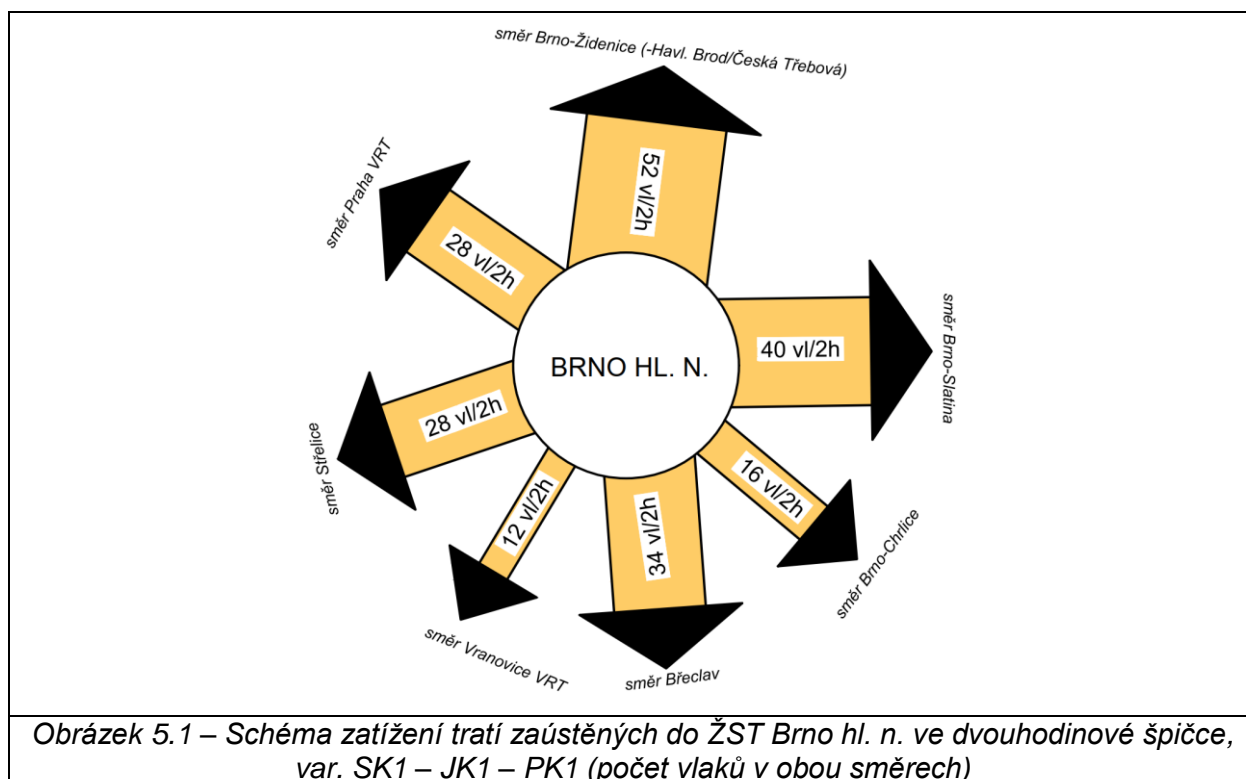 směr Brno-Židenice (-Havl. Brod/Česká Třebová)
směr Praha VRT
52 vl/2h
28 vl/2h
směr Brno-Slatina
40 vl/2h
BRNO HL. N.
28 vl/2h
směr Střelice
16 vl/2h
12 vl/2h
34 vl/2h
směr Brno-Chrlice
směr Vranovice VRT
směr Břeclav
Obrázek 5.1 – Schéma zatížení tratí zaústěných do ŽST Brno hl. n. ve dvouhodinové špičce,
var. SK1 – JK1 – PK1 (počet vlaků v obou směrech)